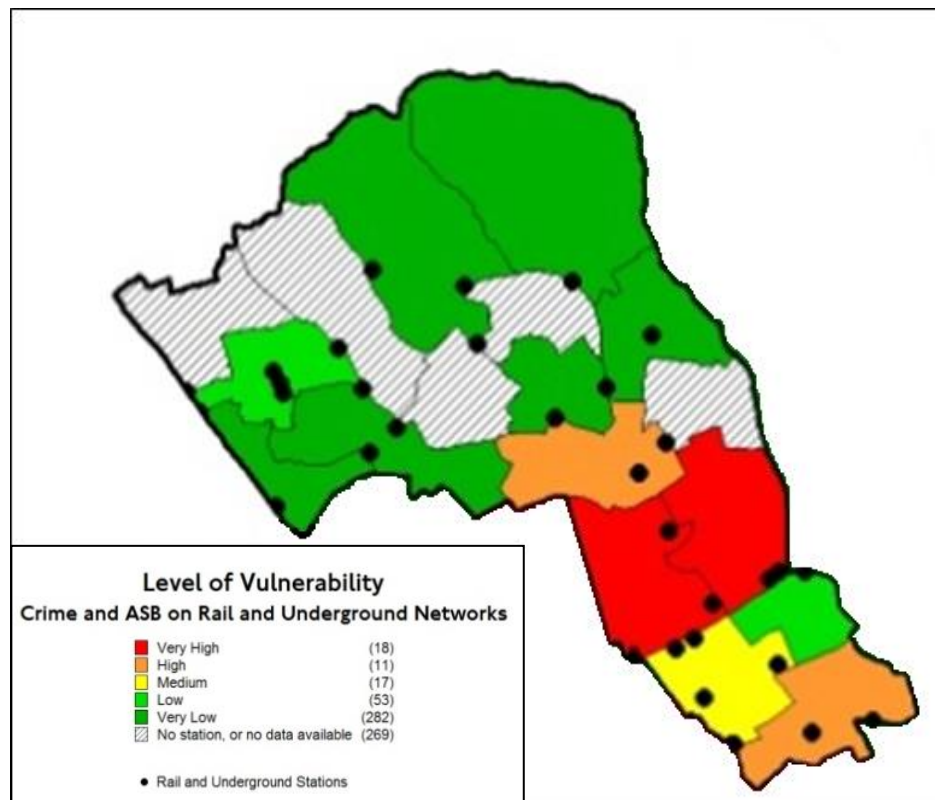 Level of Vulnerability
Crime and ASB on Rail and Underground Networks
Very High (18)
High (11)
Medium (17)
Low (53)
Very Low (282)
No station, or no data available (269)
Rail and Underground Stations